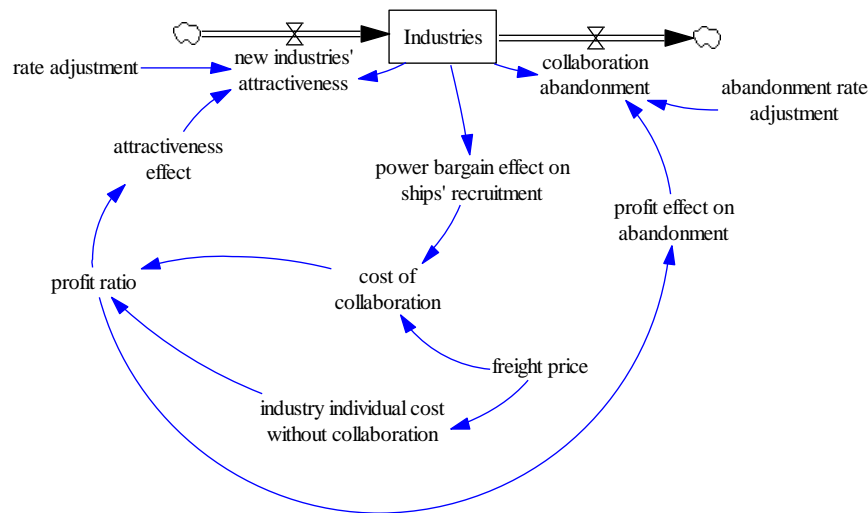 Industries
rate adjustment
new industries'
attractiveness
collaboration
abandonment
abandonment rate
adjustment
attractiveness
effect
power bargain effect on
ships' recruitment
profit effect on
abandonment
profit ratio
cost of
collaboration
freight price
industry individual cost
without collaboration